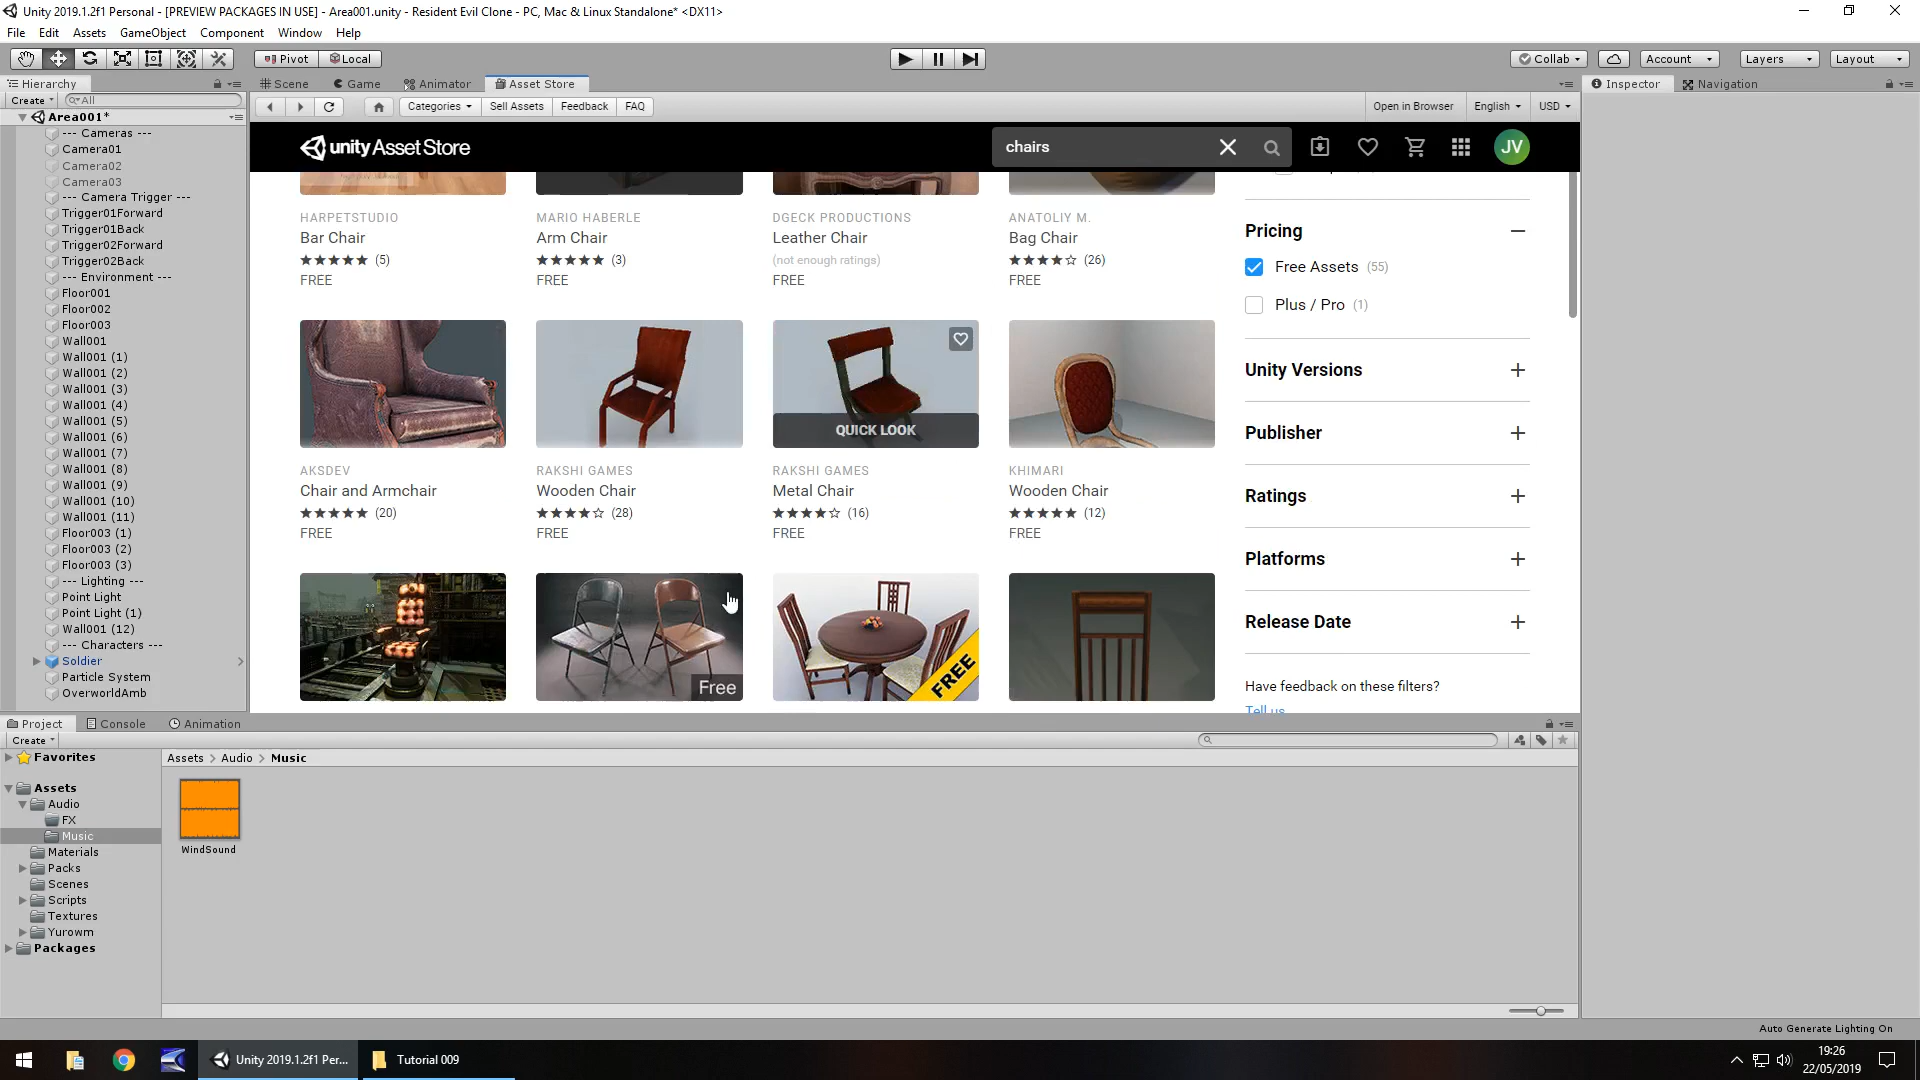 Unity 2019.1.2f1 Personal - [PREVIEW PACKAGES IN USE] - Area001.unity - Resident Evil Clone - PC, Mac & Linux Standalone* <DX11>
File Edit Assets GameObject Component Window Help
Pivot Local Collab Account Layers Layout
Hierarchy Scene Game Animator Asset Store Inspector Navigation
Create All Categories Sell Assets Feedback FAQ Open in Browser English USD
Area001*
--- Cameras ---
Camera01
Camera02
Camera03
--- Camera Trigger ---
Trigger01Forward
Trigger01Back
Trigger02Forward
Trigger02Back
--- Environment ---
Floor001
Floor002
Floor003
Wall001
Wall001 (1)
Wall001 (2)
Wall001 (3)
Wall001 (4)
Wall001 (5)
Wall001 (6)
Wall001 (7)
Wall001 (8)
Wall001 (9)
Wall001 (10)
Wall001 (11)
Floor003 (1)
Floor003 (2)
Floor003 (3)
--- Lighting ---
Point Light
Point Light (1)
Wall001 (12)
--- Characters ---
Soldier
Particle System
OverworldAmb
unity Asset Store chairs JV
HARPETSTUDIO MARIO HABERLE DGECK PRODUCTIONS ANATOLIY M.
Bar Chair Arm Chair Leather Chair Bag Chair
★★★★★ (5) ★★★★★ (3) (not enough ratings) ★★★★☆ (26)
FREE FREE FREE FREE
QUICK LOOK
AKSDEV RAKSHI GAMES RAKSHI GAMES KHIMARI
Chair and Armchair Wooden Chair Metal Chair Wooden Chair
★★★★★ (20) ★★★★☆ (28) ★★★★☆ (16) ★★★★★ (12)
FREE FREE FREE FREE
Free FREE
Pricing
Free Assets (55)
Plus / Pro (1)
Unity Versions
Publisher
Ratings
Platforms
Release Date
Have feedback on these filters?
Tell us
Project Console Animation
Create
Favorites
Assets
Audio
FX
Music
Materials
Packs
Scenes
Scripts
Textures
Yurowm
Packages
Assets > Audio > Music
WindSound
Auto Generate Lighting On
Unity 2019.1.2f1 Per... Tutorial 009
19:26
22/05/2019